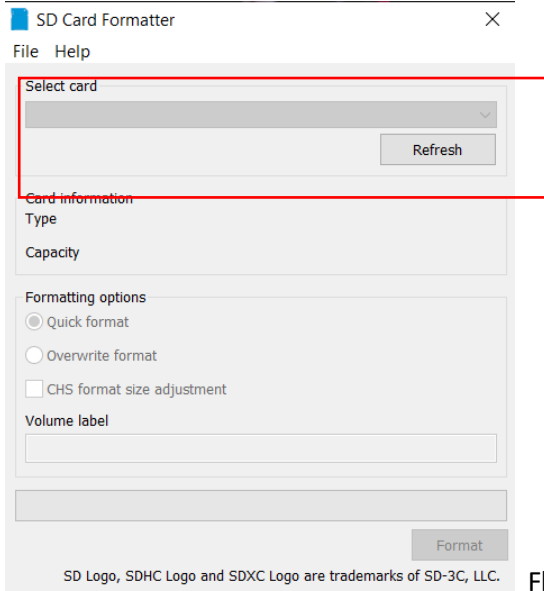 SD Card Formatter
File Help
Select card
Refresh
Card information
Type
Capacity
Formatting options
Quick format
Overwrite format
CHS format size adjustment
Volume label
Format
SD Logo, SDHC Logo and SDXC Logo are trademarks of SD-3C, LLC.